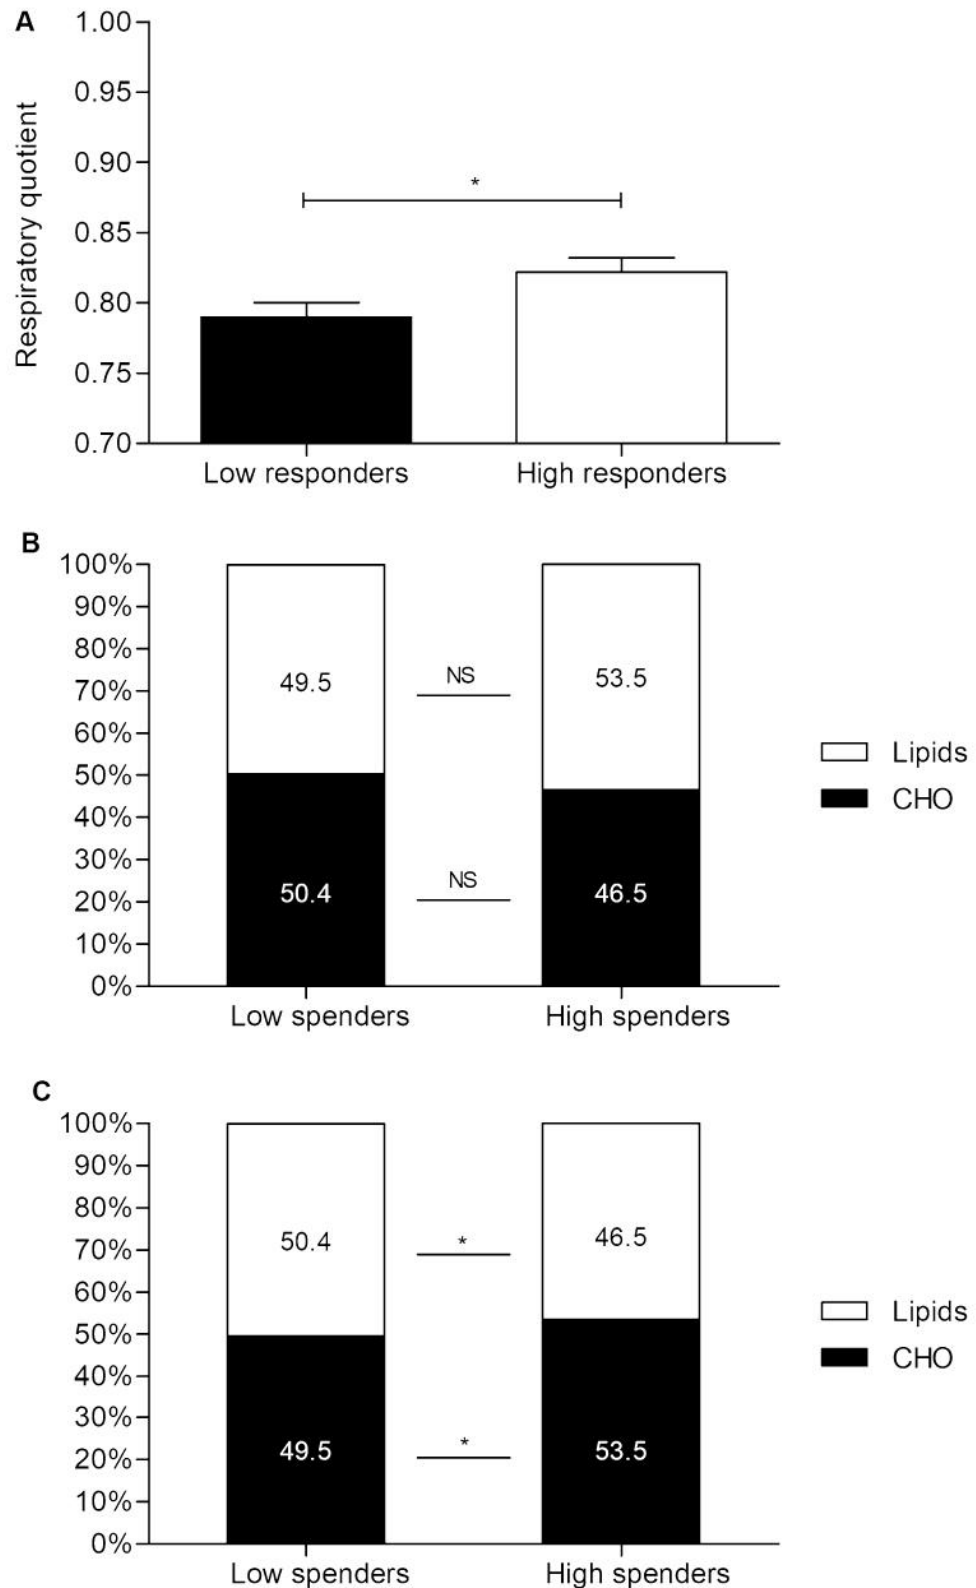 A
1.00
0.95
0.90
0.85
0.80
0.75
0.70
Respiratory quotient
*
Low responders High responders
B
100%
90%
80%
70%
60%
50%
40%
30%
20%
10%
0%
49.5 NS 53.5
50.4 NS 46.5
Lipids
CHO
Low spenders High spenders
C
100%
90%
80%
70%
60%
50%
40%
30%
20%
10%
0%
50.4 * 46.5
49.5 * 53.5
Lipids
CHO
Low spenders High spenders